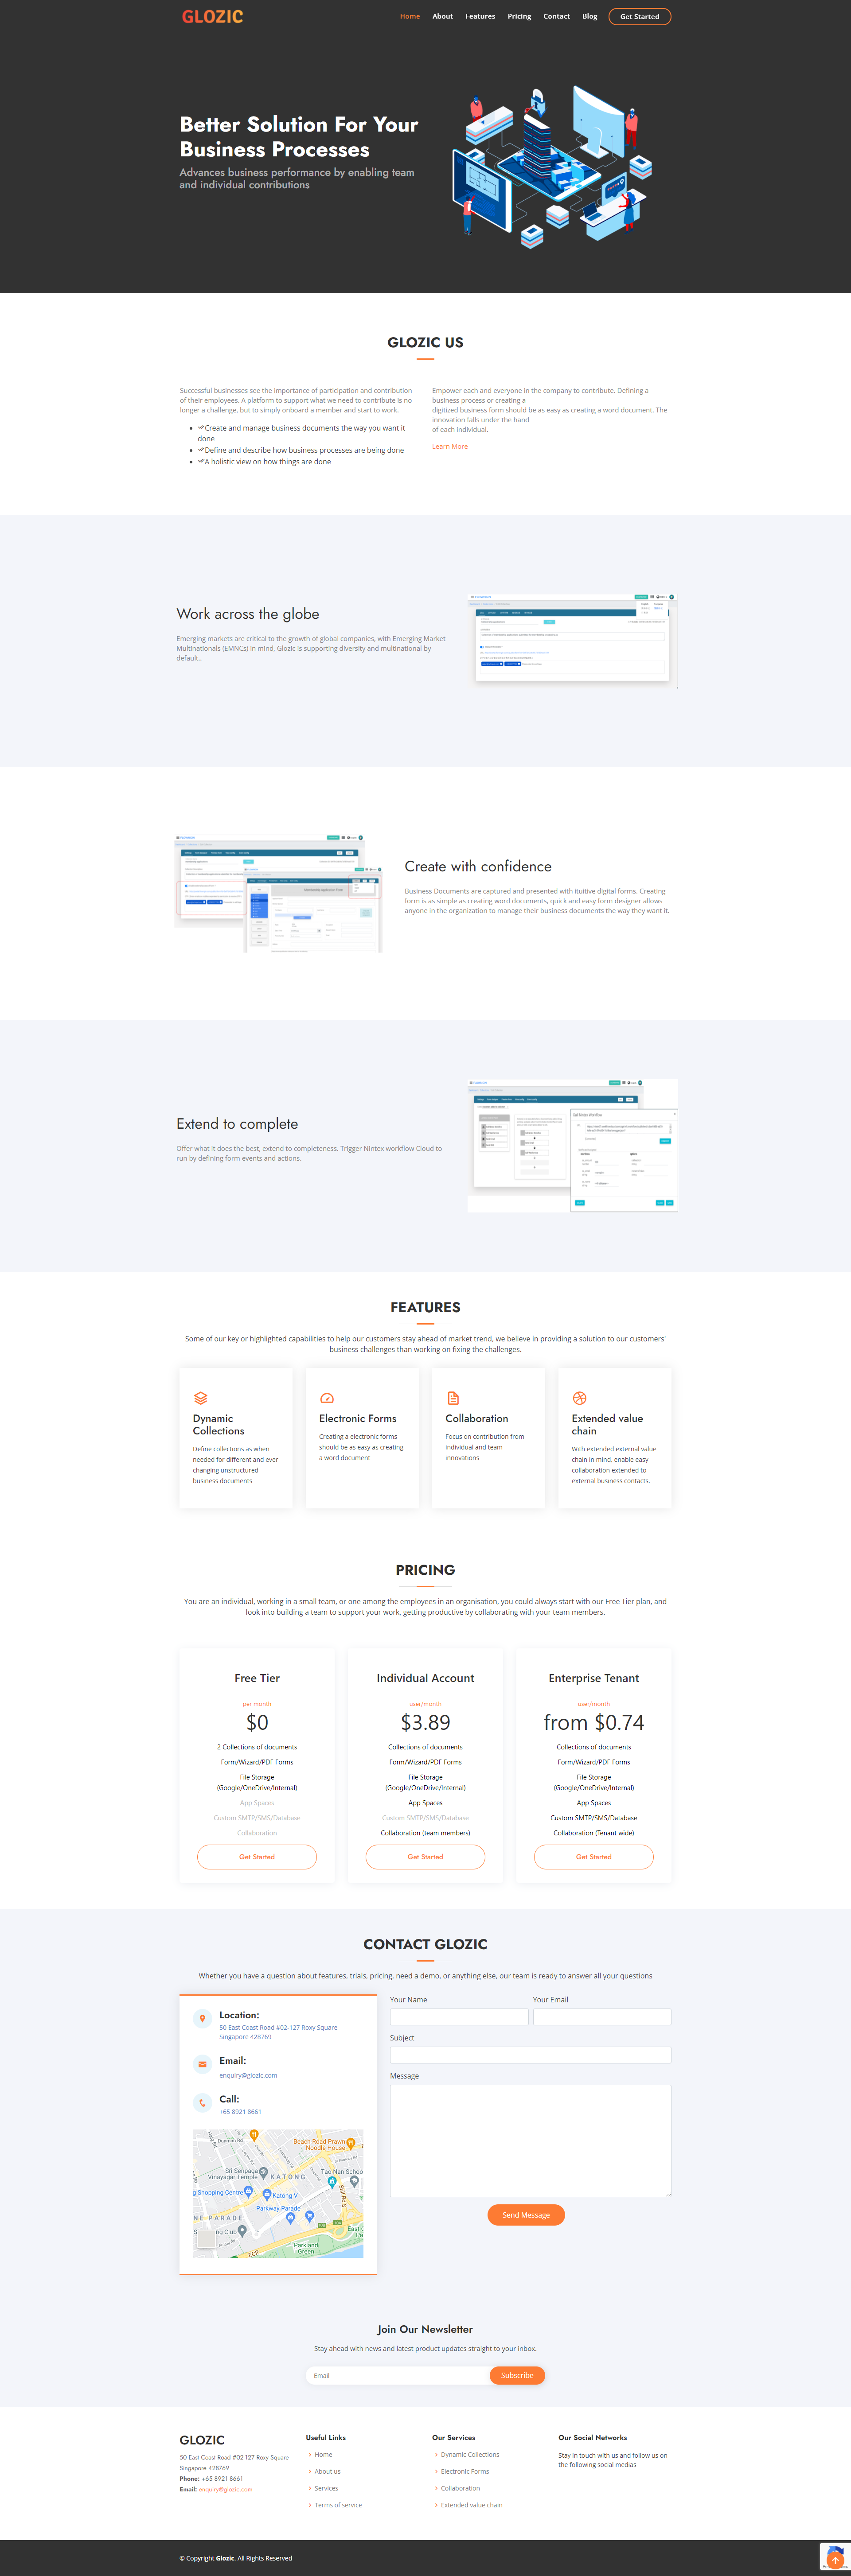 GLOZIC
Home About Features Pricing Contact Blog Get Started
Better Solution For Your
Business Processes
Advances business performance by enabling team
and individual contributions
GLOZIC US
Successful businesses see the importance of participation and contribution
of their employees. A platform to support what we need to contribute is no
longer a challenge, but to simply onboard a member and start to work.
Create and manage business documents the way you want it
done
Define and describe how business processes are being done
A holistic view on how things are done
Empower each and everyone in the company to contribute. Defining a
business process or creating a
digitized business form should be as easy as creating a word document. The
innovation falls under the hand
of each individual.
Learn More
Work across the globe
Emerging markets are critical to the growth of global companies, with Emerging Market
Multinationals (EMNCs) in mind, Glozic is supporting diversity and multinational by
default..
Create with confidence
Business Documents are captured and presented with ituitive digital forms. Creating
form is as simple as creating word documents, quick and easy form designer allows
anyone in the organization to manage their business documents the way they want it.
Extend to complete
Offer what it does the best, extend to completeness. Trigger Nintex workflow Cloud to
run by defining form events and actions.
FEATURES
Some of our key or highlighted capabilities to help our customers stay ahead of market trend, we believe in providing a solution to our customers'
business challenges than working on fixing the challenges.
Dynamic
Collections
Define collections as when
needed for different and ever
changing unstructured
business documents
Electronic Forms
Creating a electronic forms
should be as easy as creating
a word document
Collaboration
Focus on contribution from
individual and team
innovations
Extended value
chain
With extended external value
chain in mind, enable easy
collaboration extended to
external business contacts.
PRICING
You are an individual, working in a small team, or one among the employees in an organisation, you could always start with our Free Tier plan, and
look into building a team to support your work, getting productive by collaborating with your team members.
Free Tier
per month
$0
2 Collections of documents
Form/Wizard/PDF Forms
File Storage
(Google/OneDrive/Internal)
App Spaces
Custom SMTP/SMS/Database
Collaboration
Get Started
Individual Account
user/month
$3.89
Collections of documents
Form/Wizard/PDF Forms
File Storage
(Google/OneDrive/Internal)
App Spaces
Custom SMTP/SMS/Database
Collaboration (team members)
Get Started
Enterprise Tenant
user/month
from $0.74
Collections of documents
Form/Wizard/PDF Forms
File Storage
(Google/OneDrive/Internal)
App Spaces
Custom SMTP/SMS/Database
Collaboration (Tenant wide)
Get Started
CONTACT GLOZIC
Whether you have a question about features, trials, pricing, need a demo, or anything else, our team is ready to answer all your questions
Location:
50 East Coast Road #02-127 Roxy Square
Singapore 428769
Email:
enquiry@glozic.com
Call:
+65 8921 8661
Beach Road Prawn
Noodle House
Sri Senpaga
Vinayagar Temple
KATONG
Tao Nan Schoo
g Shopping Centre
Katong V
Still Rd S
Parkway Parade
NE PARADE
ng Club
East C
Parkland
Green
ECP
Your Name
Your Email
Subject
Message
Send Message
Join Our Newsletter
Stay ahead with news and latest product updates straight to your inbox.
Email
Subscribe
GLOZIC
50 East Coast Road #02-127 Roxy Square
Singapore 428769
Phone: +65 8921 8661
Email: enquiry@glozic.com
Useful Links
Home
About us
Services
Terms of service
Our Services
Dynamic Collections
Electronic Forms
Collaboration
Extended value chain
Our Social Networks
Stay in touch with us and follow us on
the following social medias
© Copyright Glozic. All Rights Reserved